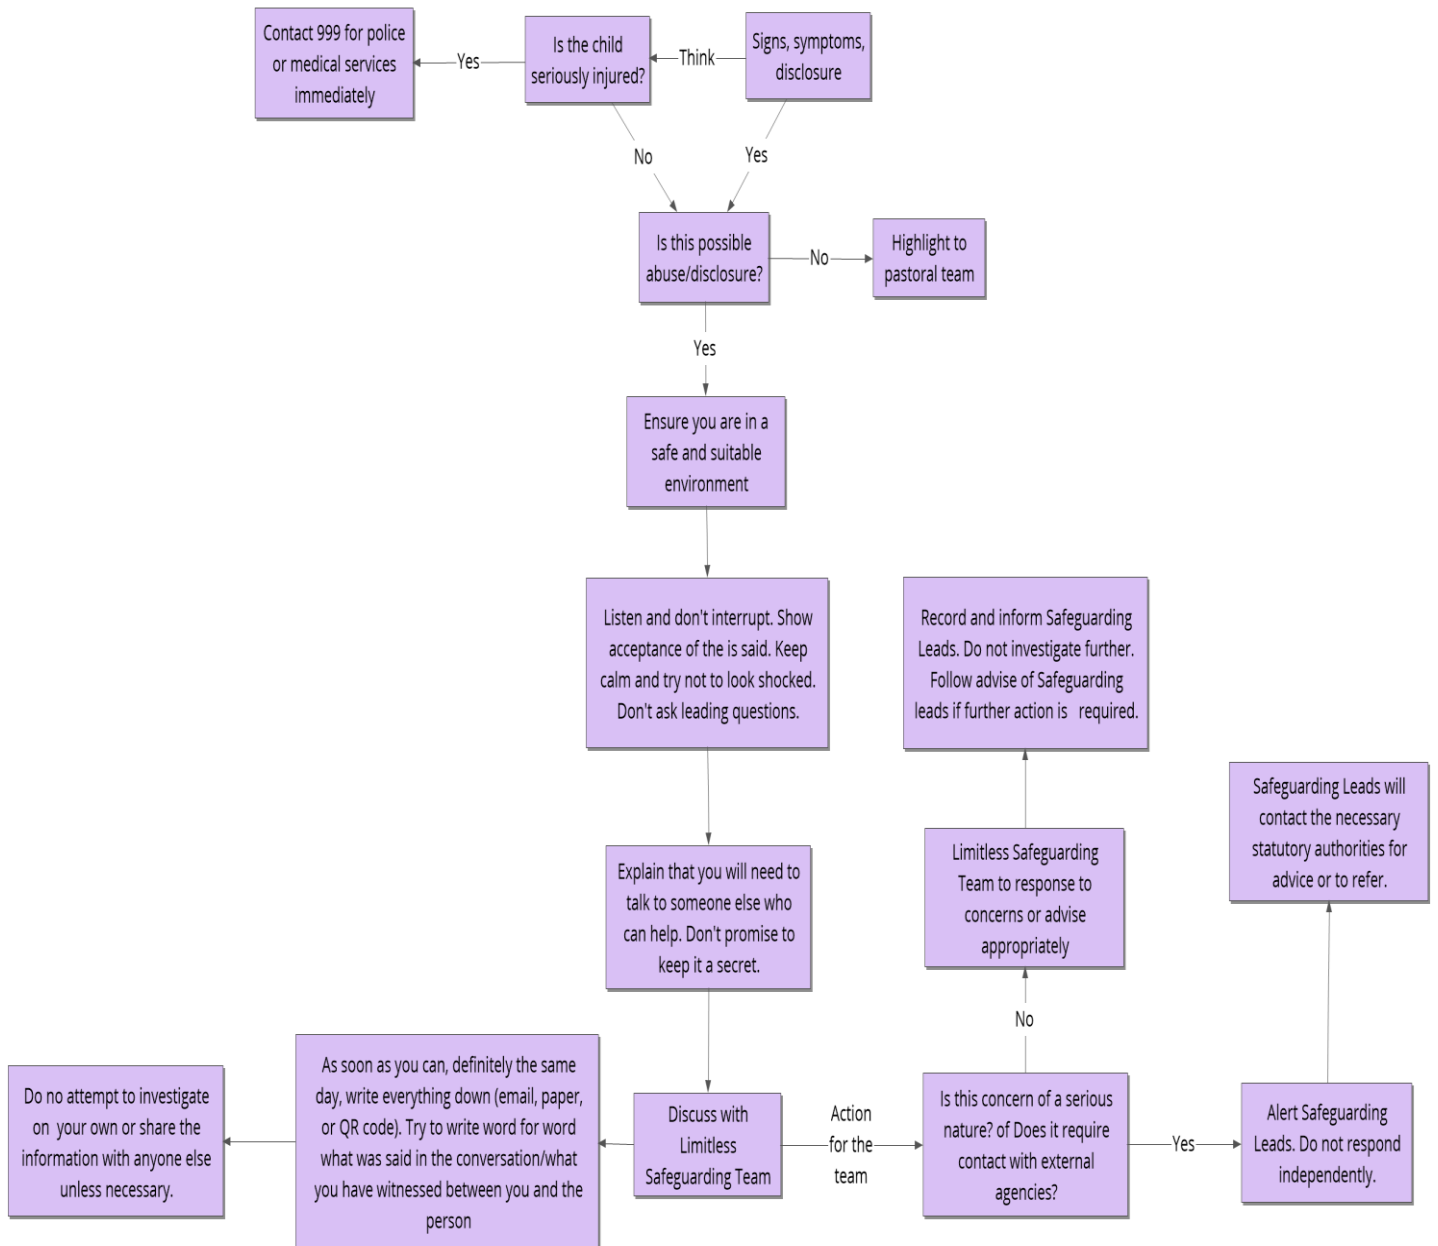 Contact 999 for police
or medical services
immediately
Yes
Is the child
seriously injured?
Think
Signs, symptoms,
disclosure
No
Yes
Is this possible
abuse/disclosure?
No
Highlight to
pastoral team
Yes
Ensure you are in a
safe and suitable
environment
Listen and don't interrupt. Show
acceptance of the is said. Keep
calm and try not to look shocked.
Don't ask leading questions.
Explain that you will need to
talk to someone else who
can help. Don't promise to
keep it a secret.
Discuss with
Limitless
Safeguarding Team
As soon as you can, definitely the same
day, write everything down (email, paper,
or QR code). Try to write word for word
what was said in the conversation/what
you have witnessed between you and the
person
Do no attempt to investigate
on your own or share the
information with anyone else
unless necessary.
Action
for the
team
Is this concern of a serious
nature? of Does it require
contact with external
agencies?
No
Limitless Safeguarding
Team to response to
concerns or advise
appropriately
Record and inform Safeguarding
Leads. Do not investigate further.
Follow advise of Safeguarding
leads if further action is required.
Yes
Alert Safeguarding
Leads. Do not respond
independently.
Safeguarding Leads will
contact the necessary
statutory authorities for
advice or to refer.